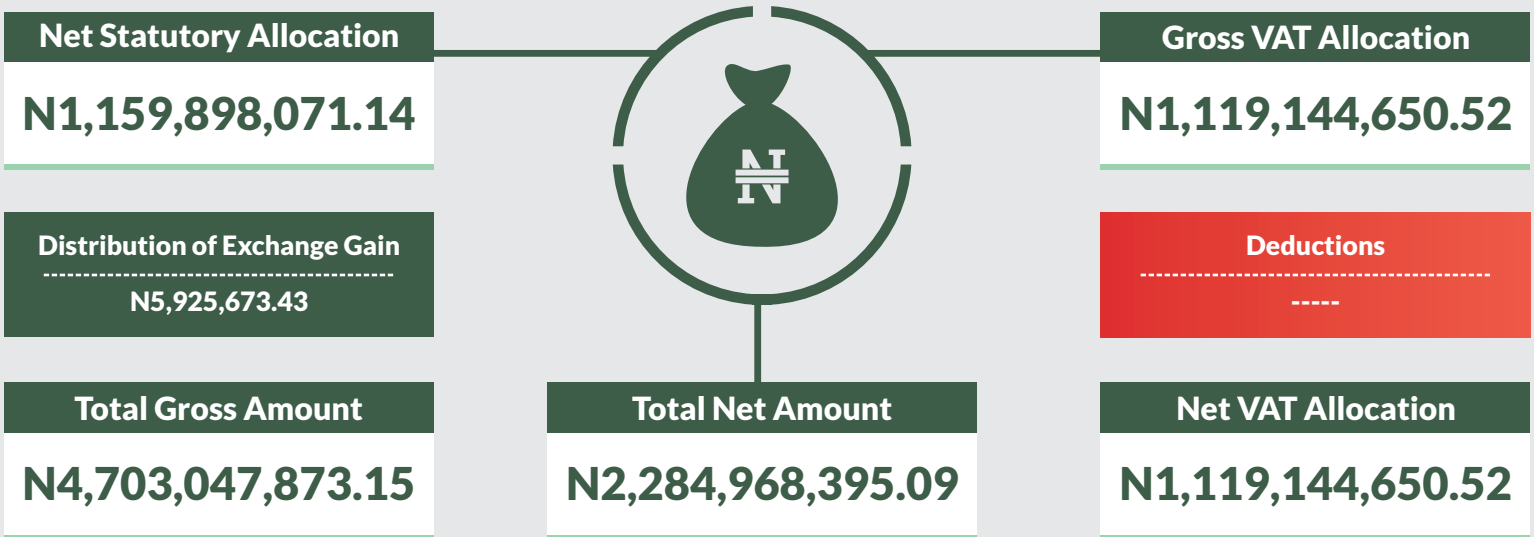 Net Statutory Allocation
N1,159,898,071.14
Gross VAT Allocation
N1,119,144,650.52
₦
Distribution of Exchange Gain
N5,925,673.43
Deductions
-----
Total Gross Amount
N4,703,047,873.15
Total Net Amount
N2,284,968,395.09
Net VAT Allocation
N1,119,144,650.52